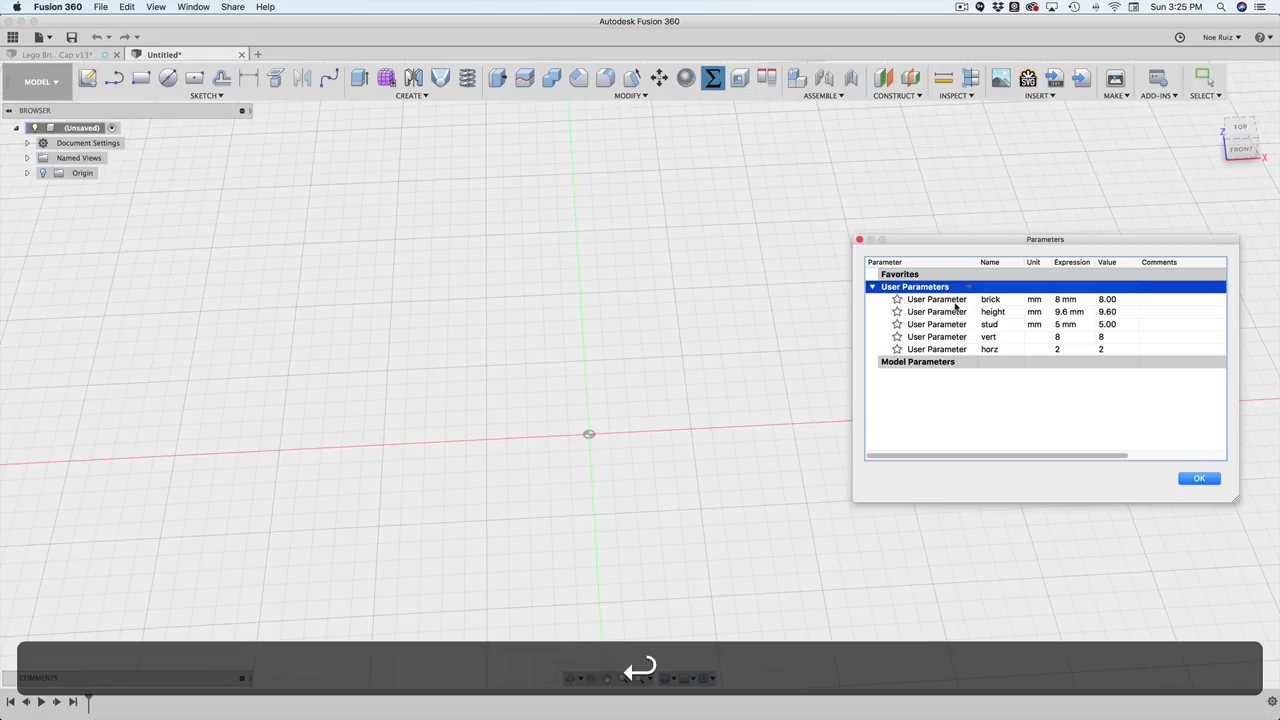 Fusion 360 File Edit View Window Share Help Sun 3:25 PM
Autodesk Fusion 360
Noe Ruiz
Lego Bri...Cap v13* Untitled*
MODEL
SKETCH CREATE MODIFY ASSEMBLE CONSTRUCT INSPECT INSERT MAKE ADD-INS SELECT
BROWSER
(Unsaved)
Document Settings
Named Views
Origin
TOP
Z
FRONT
X
Parameters
Parameter Name Unit Expression Value Comments
Favorites
User Parameters
User Parameter brick mm 8 mm 8.00
User Parameter height mm 9.6 mm 9.60
User Parameter stud mm 5 mm 5.00
User Parameter vert 8 8
User Parameter horz 2 2
Model Parameters
OK
COMMENTS